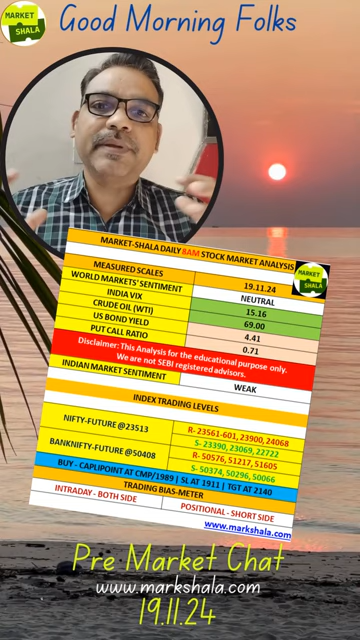 MARKET
SHALA
Good Morning Folks
MARKET-SHALA DAILY 8AM STOCK MARKET ANALYSIS
MARKET
SHALA
MEASURED SCALES 19.11.24
WORLD MARKETS' SENTIMENT NEUTRAL
INDIA VIX 15.16
CRUDE OIL (WTI) 69.00
US BOND YIELD 4.41
PUT CALL RATIO 0.71
Disclaimer: This Analysis for the educational purpose only.
We are not SEBI registered advisors.
INDIAN MARKET SENTIMENT WEAK
INDEX TRADING LEVELS
NIFTY-FUTURE @23513 R- 23561-601, 23900, 24068
S- 23390, 23069, 22722
BANKNIFTY-FUTURE @50408 R- 50576, 51217, 51605
S- 50374, 50296, 50066
BUY - CAPLIPOINT AT CMP/1989 | SL AT 1911 | TGT AT 2140
TRADING BIAS-METER
INTRADAY - BOTH SIDE POSITIONAL - SHORT SIDE
www.markshala.com
Pre Market Chat
www.markshala.com
19.11.24